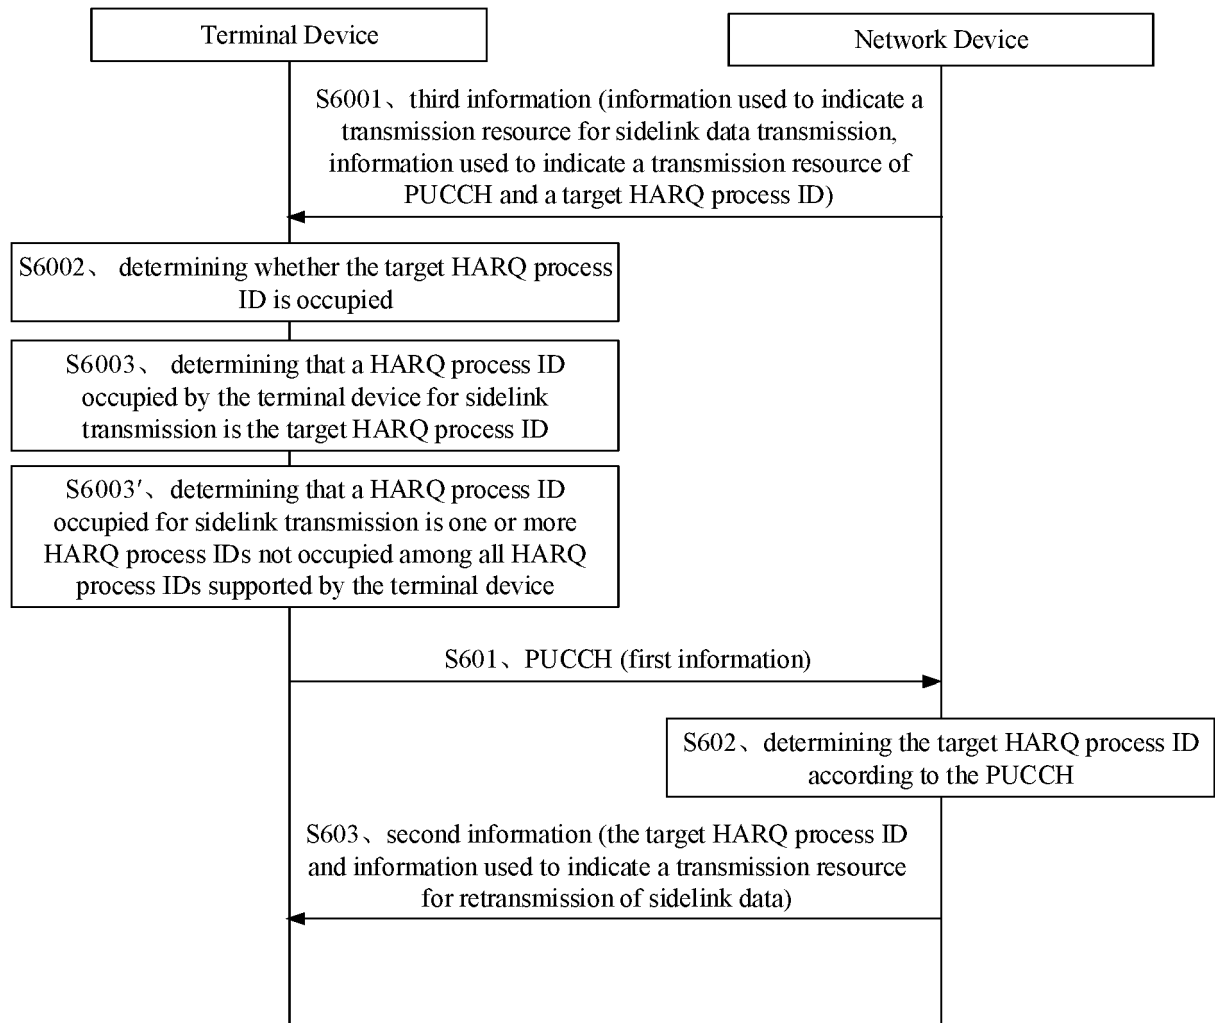 Terminal Device
Network Device
S6001、third information (information used to indicate a
transmission resource for sidelink data transmission,
information used to indicate a transmission resource of
PUCCH and a target HARQ process ID)
S6002、 determining whether the target HARQ process
ID is occupied
S6003、 determining that a HARQ process ID
occupied by the terminal device for sidelink
transmission is the target HARQ process ID
S6003′、determining that a HARQ process ID
occupied for sidelink transmission is one or more
HARQ process IDs not occupied among all HARQ
process IDs supported by the terminal device
S601、PUCCH (first information)
S602、determining the target HARQ process ID
according to the PUCCH
S603、second information (the target HARQ process ID
and information used to indicate a transmission resource
for retransmission of sidelink data)